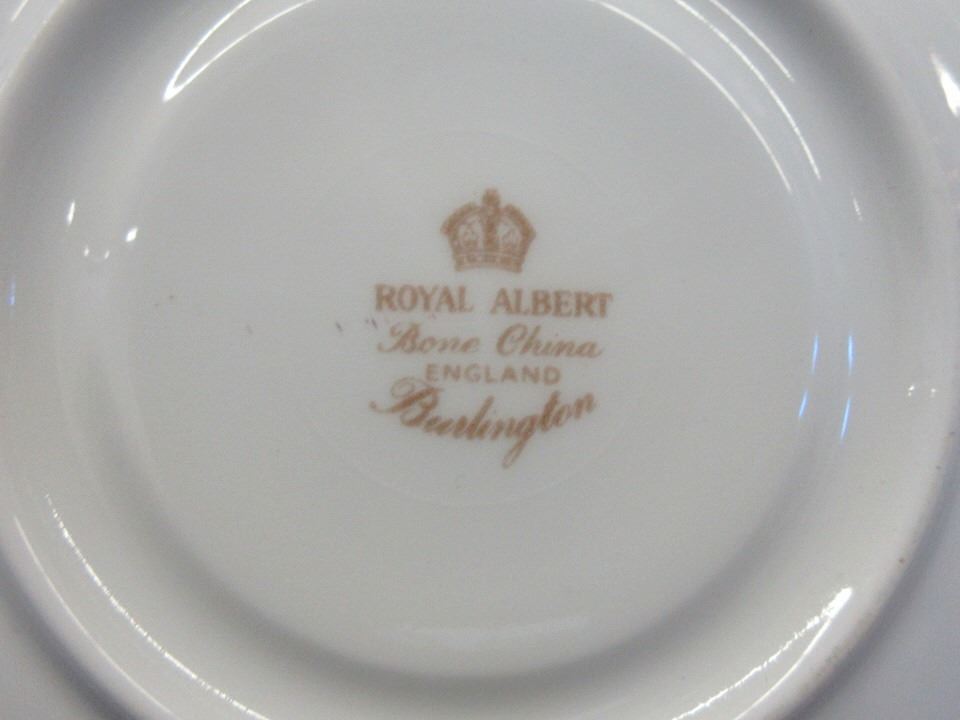 ROYAL ALBERT
Bone China
ENGLAND
Burlington